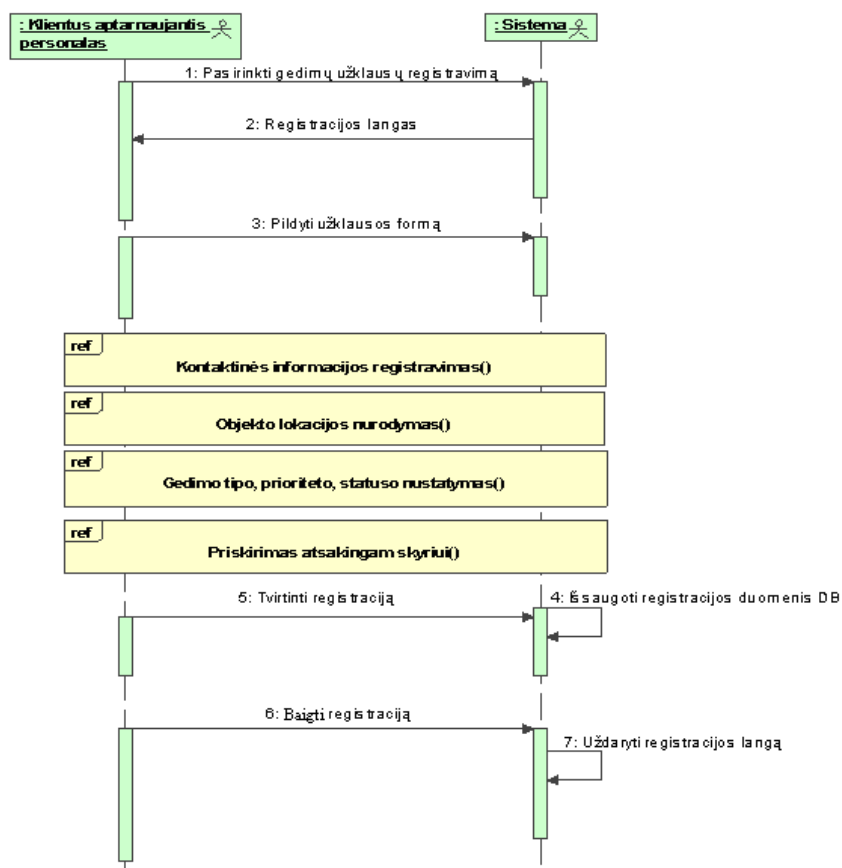 : Klientus aptarnaujantis
personalas
: Sistema
1: Pasirinkti gedimų užklausų registravimą
2: Registracijos langas
3: Pildyti užklausos formą
ref
Kontaktinės informacijos registravimas()
ref
Objekto lokacijos nurodymas()
ref
Gedimo tipo, prioriteto, statuso nustatymas()
ref
Priskirimas atsakingam skyriui()
5: Tvirtinti registraciją
4: Išsaugoti registracijos duomenis DB
6: Baigti registraciją
7: Uždaryti registracijos langą